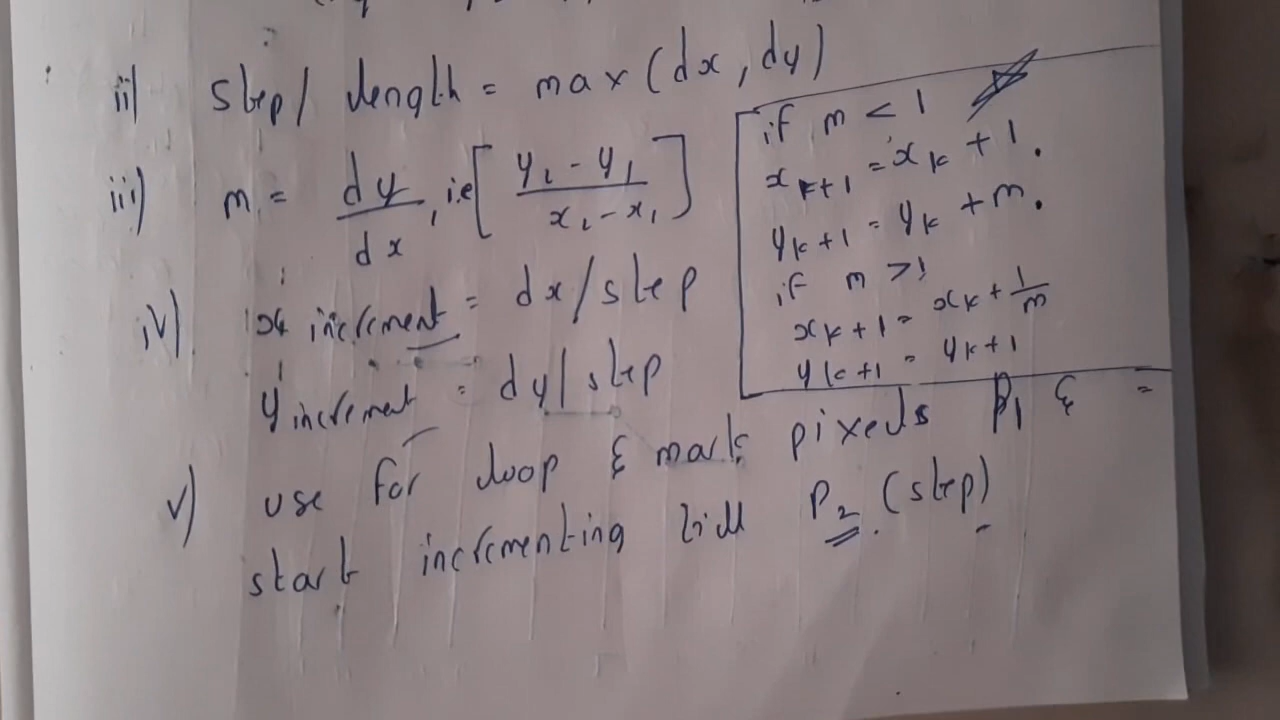 ii) step/ length = max (dx, dy)
iii) m = dy/dx, i.e [ y₂ - y₁ / x₂ - x₁ ]
iv) x increment = dx/step
y increment = dy/step
if m < 1
xk+1 = xk + 1.
yk+1 = yk + m.
if m > 1
xk+1 = xk + 1/m
yk+1 = yk+1
v) use for loop & mark pixels P₁ & =
start incrementing till P₂. (step)